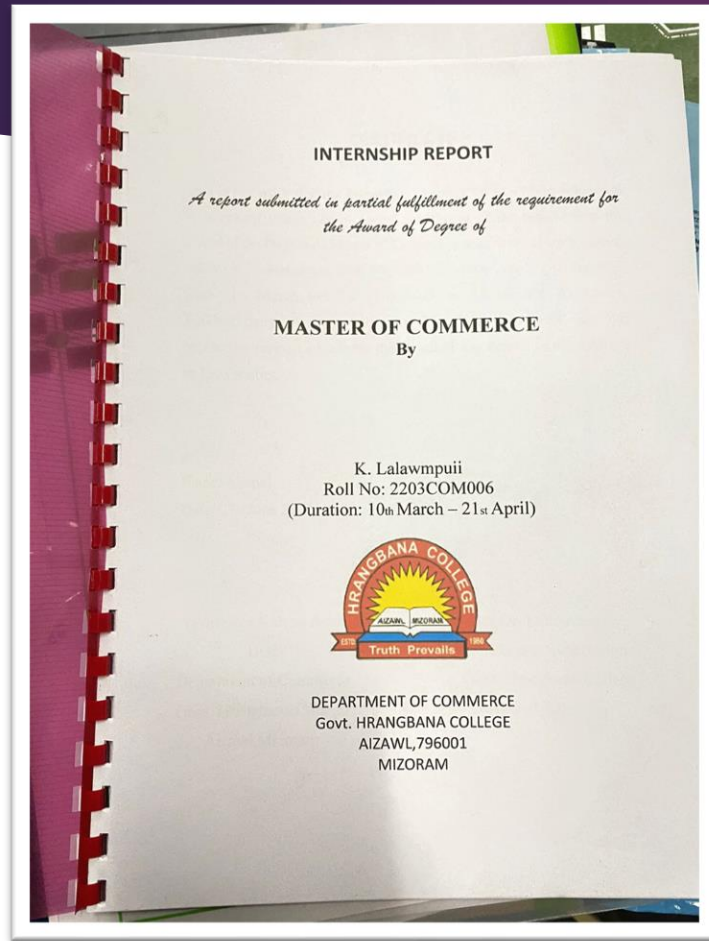 INTERNSHIP REPORT
A report submitted in partial fulfillment of the requirement for
the Award of Degree of
MASTER OF COMMERCE
By
K. Lalawmpuii
Roll No: 2203COM006
(Duration: 10th March – 21st April)
HRANGBANA COLLEGE
AIZAWL MIZORAM
ESTD 1980
Truth Prevails
DEPARTMENT OF COMMERCE
Govt. HRANGBANA COLLEGE
AIZAWL,796001
MIZORAM